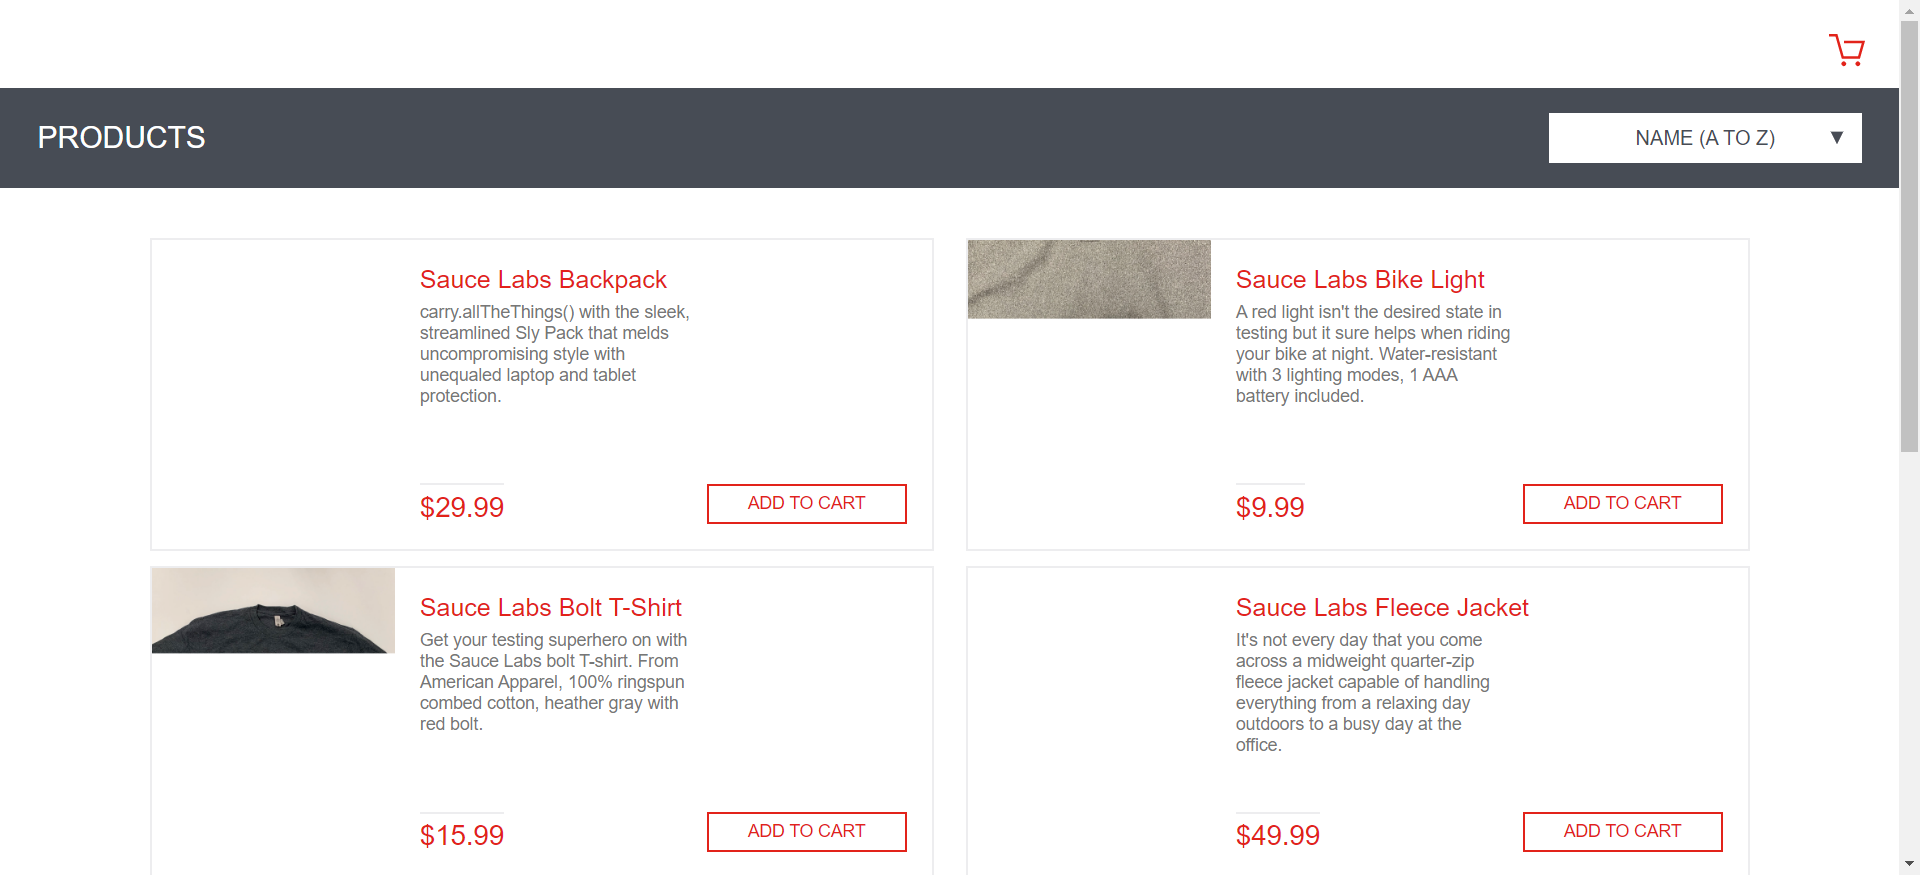 PRODUCTS
NAME (A TO Z)
Sauce Labs Backpack
carry.allTheThings() with the sleek,
streamlined Sly Pack that melds
uncompromising style with
unequaled laptop and tablet
protection.
$29.99
ADD TO CART
Sauce Labs Bike Light
A red light isn't the desired state in
testing but it sure helps when riding
your bike at night. Water-resistant
with 3 lighting modes, 1 AAA
battery included.
$9.99
ADD TO CART
Sauce Labs Bolt T-Shirt
Get your testing superhero on with
the Sauce Labs bolt T-shirt. From
American Apparel, 100% ringspun
combed cotton, heather gray with
red bolt.
$15.99
ADD TO CART
Sauce Labs Fleece Jacket
It's not every day that you come
across a midweight quarter-zip
fleece jacket capable of handling
everything from a relaxing day
outdoors to a busy day at the
office.
$49.99
ADD TO CART